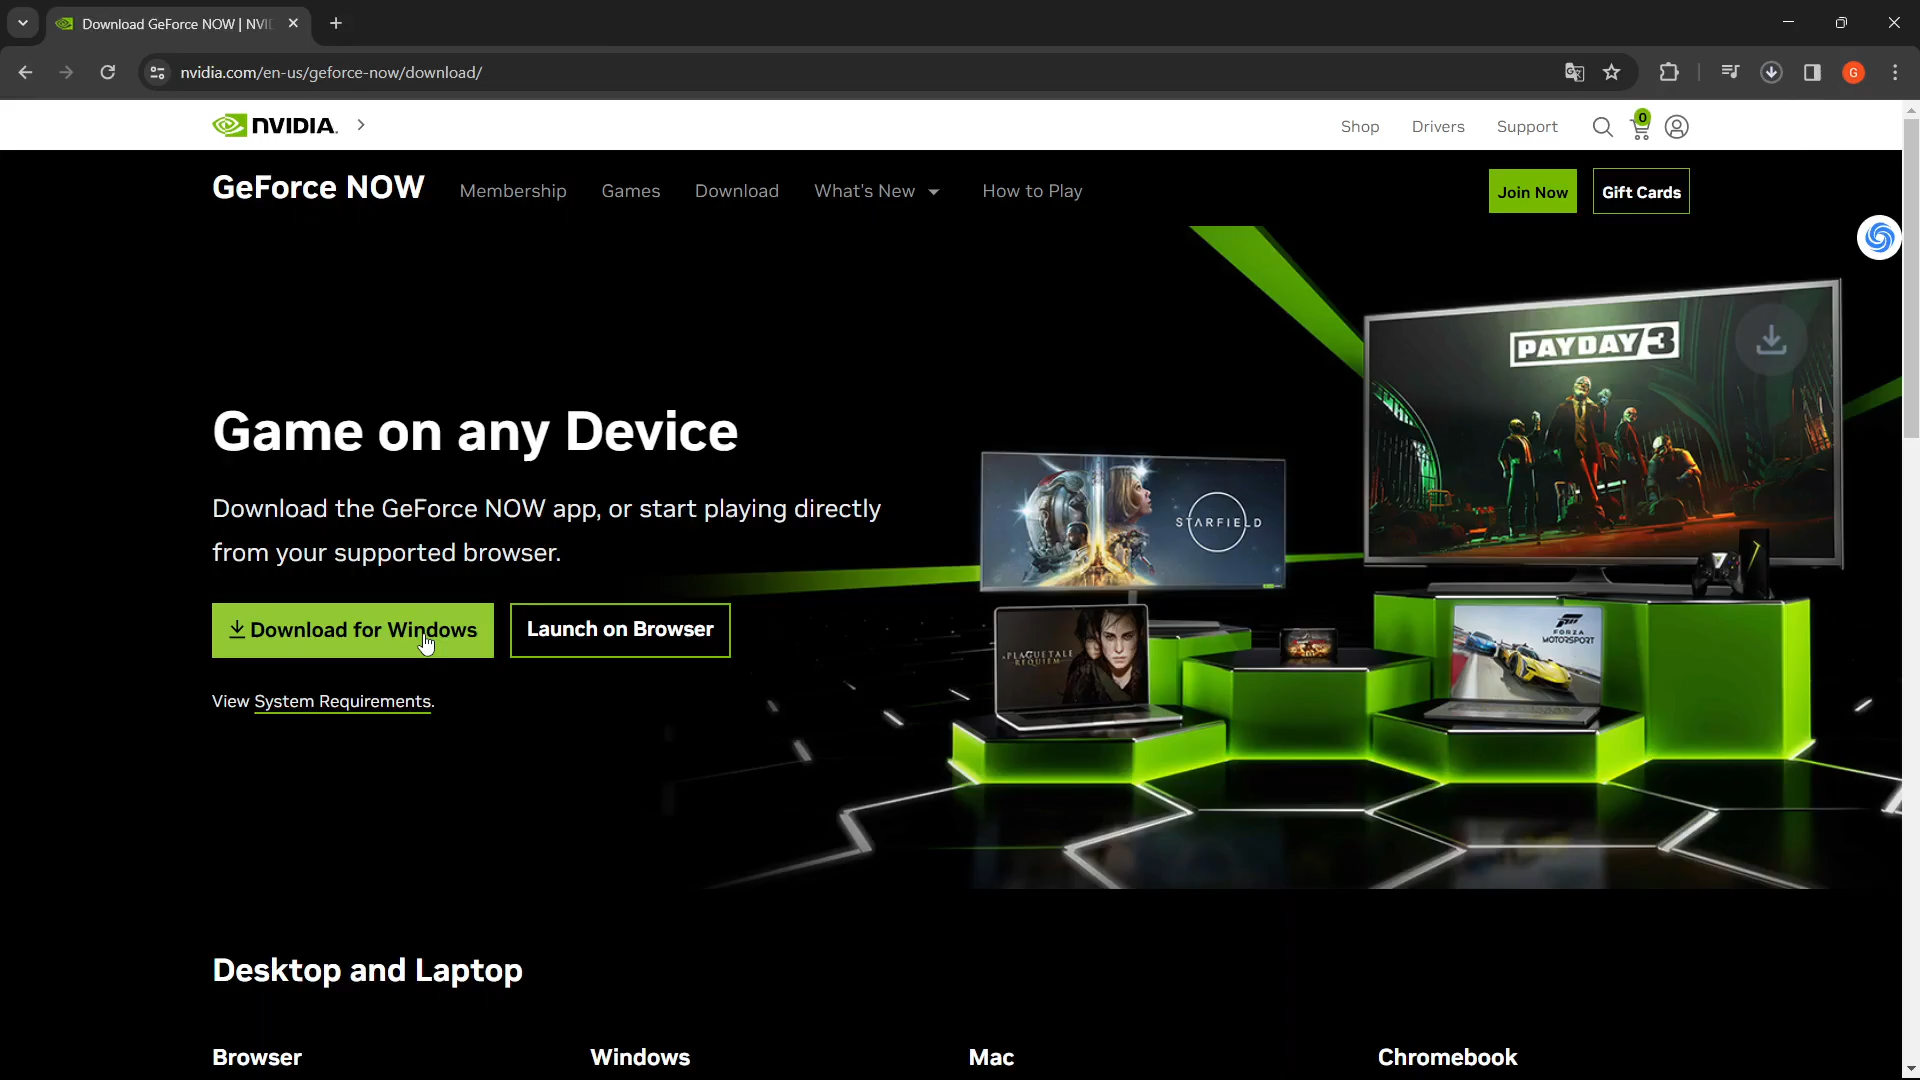 Download GeForce NOW | NVI
nvidia.com/en-us/geforce-now/download/
G
NVIDIA.
Shop
Drivers
Support
0
GeForce NOW
Membership
Games
Download
What's New
How to Play
Join Now
Gift Cards
PAYDAY 3
Game on any Device
STARFIELD
Download the GeForce NOW app, or start playing directly
from your supported browser.
Download for Windows
Launch on Browser
FORZA
MOTORSPORT
A PLAGUE TALE
REQUIEM
View System Requirements.
Desktop and Laptop
Browser
Windows
Mac
Chromebook